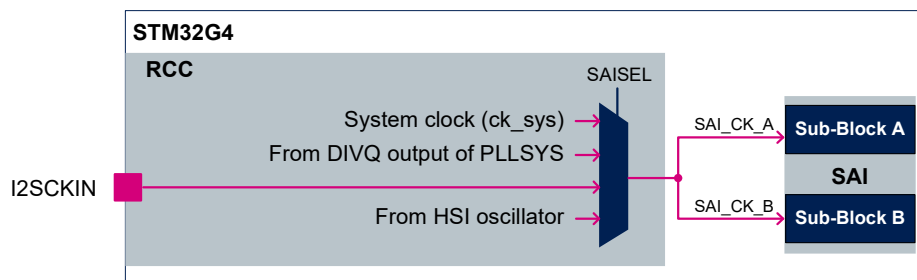 STM32G4
RCC
SAISEL
System clock (ck_sys)
SAI_CK_A
Sub-Block A
From DIVQ output of PLLSYS
SAI
I2SCKIN
SAI_CK_B
From HSI oscillator
Sub-Block B